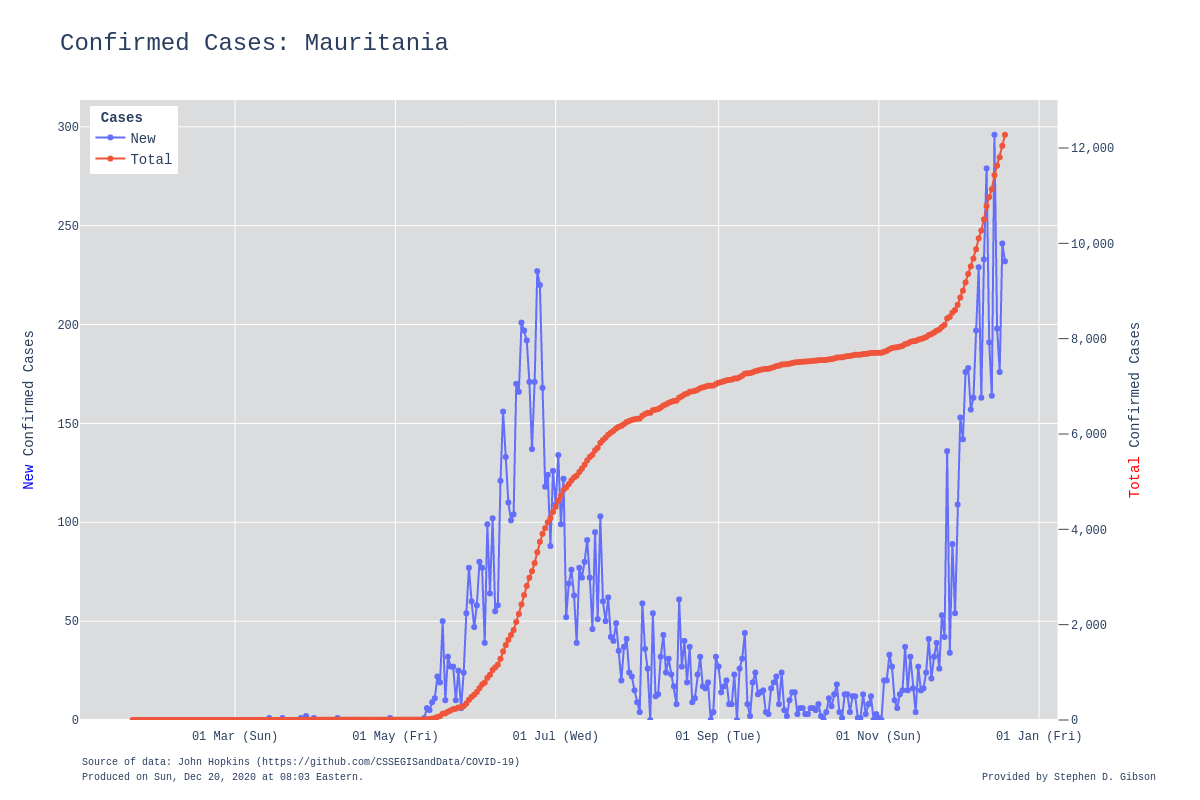 Confirmed Cases: Mauritania
Cases
New
Total
300
250
200
150
100
50
0
12,000
10,000
8,000
6,000
4,000
2,000
0
New Confirmed Cases
Total Confirmed Cases
01 Mar (Sun)
01 May (Fri)
01 Jul (Wed)
01 Sep (Tue)
01 Nov (Sun)
01 Jan (Fri)
Source of data: John Hopkins (https://github.com/CSSEGISandData/COVID-19)
Produced on Sun, Dec 20, 2020 at 08:03 Eastern.
Provided by Stephen D. Gibson